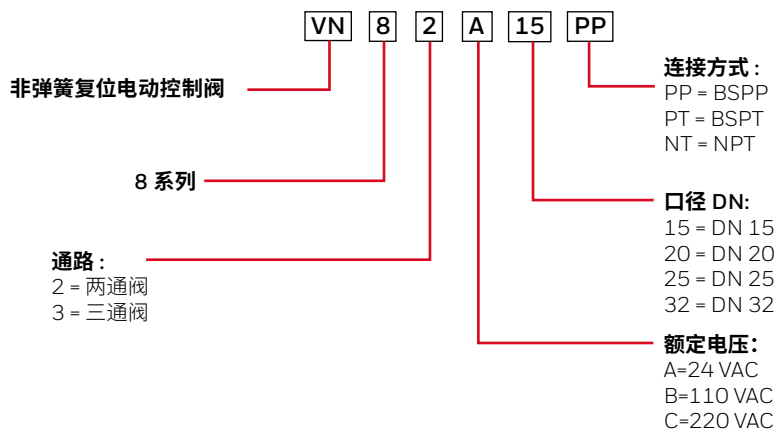 VN 8 2 A 15 PP
非弹簧复位电动控制阀
8 系列
通路 :
2 = 两通阀
3 = 三通阀
连接方式 :
PP = BSPP
PT = BSPT
NT = NPT
口径 DN:
15 = DN 15
20 = DN 20
25 = DN 25
32 = DN 32
额定电压:
A=24 VAC
B=110 VAC
C=220 VAC